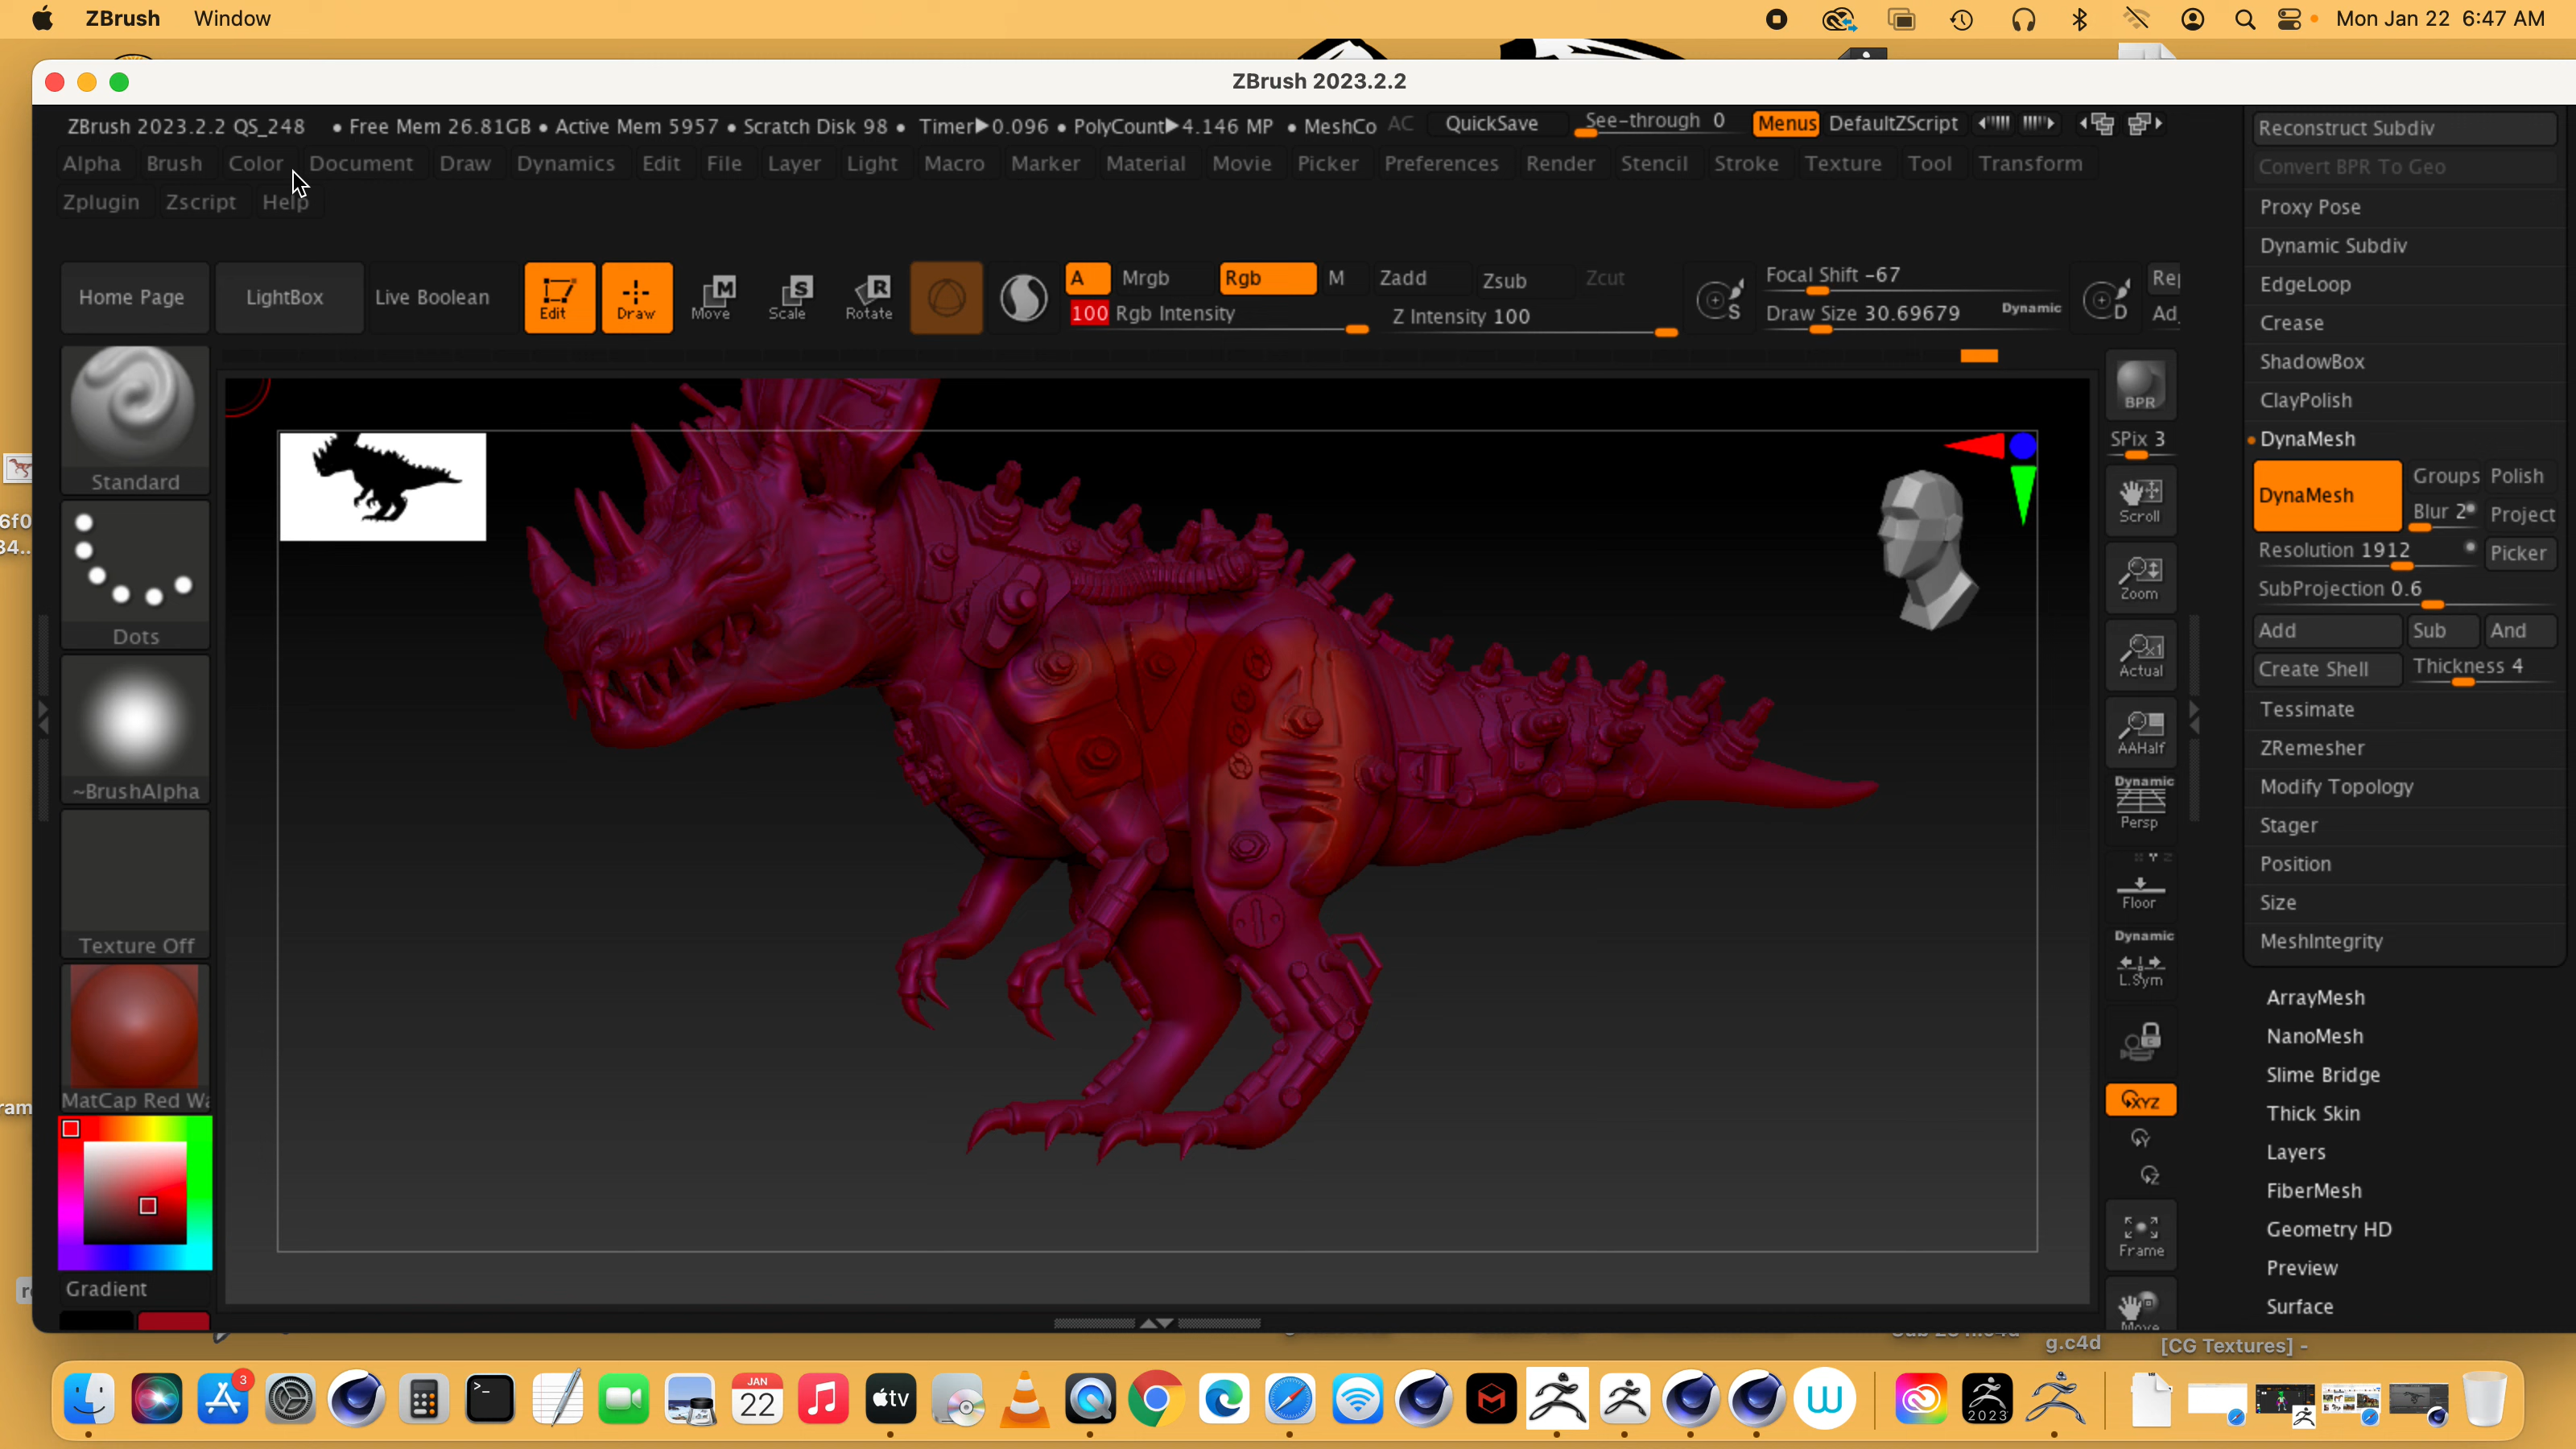 ZBrush Window Mon Jan 22 6:47 AM
ZBrush 2023.2.2
ZBrush 2023.2.2 QS_248 • Free Mem 26.81GB • Active Mem 5957 • Scratch Disk 98 • Timer▶0.096 • PolyCount▶4.146 MP • MeshCo AC QuickSave See-through 0 Menus DefaultZScript
Alpha Brush Color Document Draw Dynamics Edit File Layer Light Macro Marker Material Movie Picker Preferences Render Stencil Stroke Texture Tool Transform
Zplugin Zscript Help
Home Page LightBox Live Boolean Edit Draw Move Scale Rotate
A Mrgb Rgb M Zadd Zsub Zcut
100 Rgb Intensity Z Intensity 100
S
Focal Shift -67
Draw Size 30.69679 Dynamic
D
Standard
Dots
~BrushAlpha
Texture Off
MatCap Red Wa
Gradient
BPR
SPix 3
Scroll
Zoom
Actual
AAHalf
Dynamic
Persp
Floor
Dynamic
L.Sym
XYZ
Y
Z
Frame
Move
Reconstruct Subdiv
Convert BPR To Geo
Proxy Pose
Dynamic Subdiv
EdgeLoop
Crease
ShadowBox
ClayPolish
DynaMesh
DynaMesh Groups Polish
Blur 2 Project
Resolution 1912 Picker
SubProjection 0.6
Add Sub And
Create Shell Thickness 4
Tessimate
ZRemesher
Modify Topology
Stager
Position
Size
MeshIntegrity
ArrayMesh
NanoMesh
Slime Bridge
Thick Skin
Layers
FiberMesh
Geometry HD
Preview
Surface
g.c4d [CG Textures] -
3
JAN
22
tv
2023